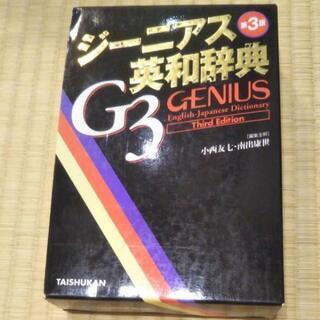 ジーニアス
第3版
英和辞典
G3
GENIUS
English-Japanese Dictionary
Third Edition
[編集主幹]
小西友七・南出康世
TAISHUKAN